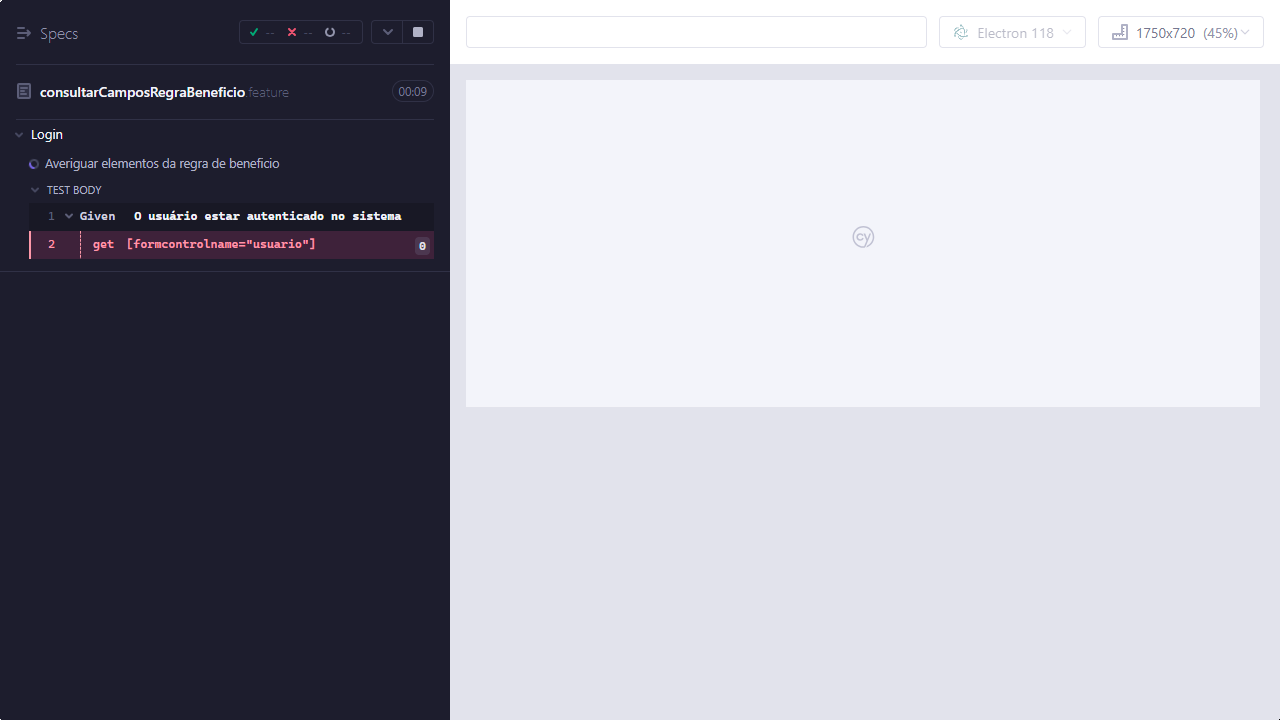 Specs
-- -- --
consultarCamposRegraBeneficio.feature
00:09
Login
Averiguar elementos da regra de beneficio
TEST BODY
1 Given O usuário estar autenticado no sistema
2 get [formcontrolname="usuario"] 0
Electron 118
1750x720 (45%)
cy